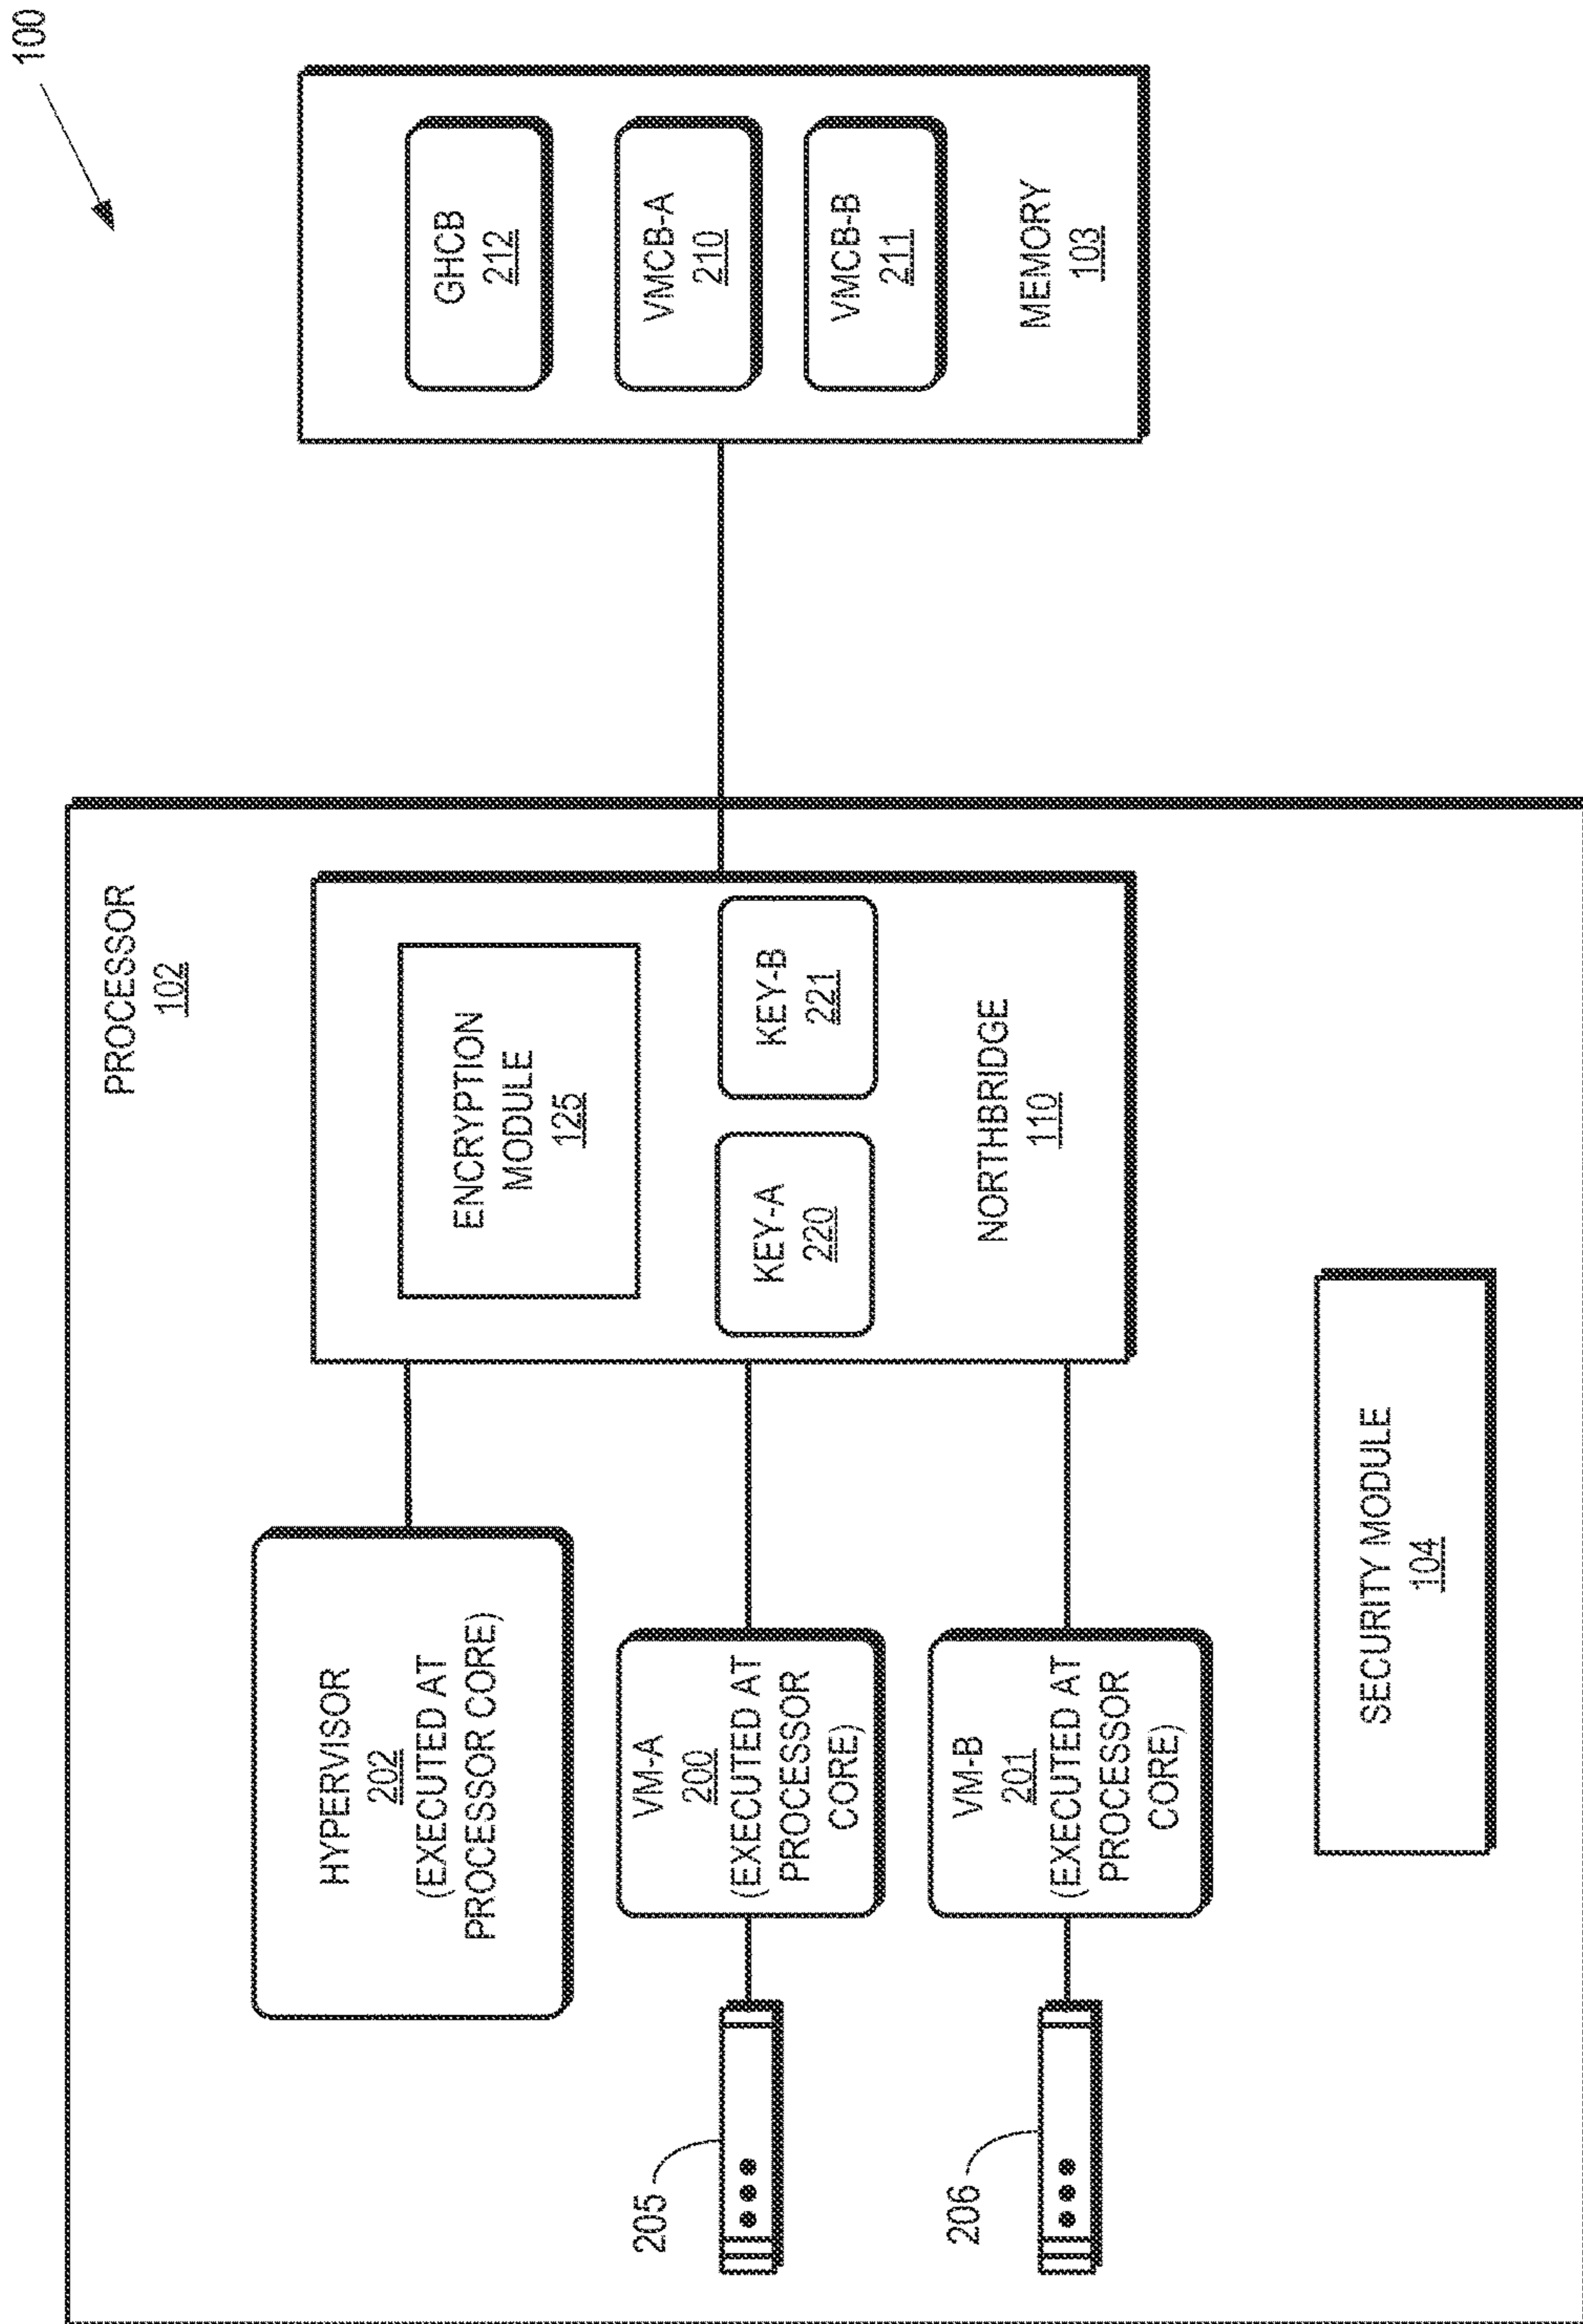 100
PROCESSOR
102
HYPERVISOR
202
(EXECUTED AT
PROCESSOR CORE)
ENCRYPTION
MODULE
125
GHCB
212
205
VM-A
200
(EXECUTED AT
PROCESSOR
CORE)
KEY-A
220
KEY-B
221
VMCB-A
210
206
VM-B
201
(EXECUTED AT
PROCESSOR
CORE)
NORTHBRIDGE
110
VMCB-B
211
MEMORY
103
SECURITY MODULE
104